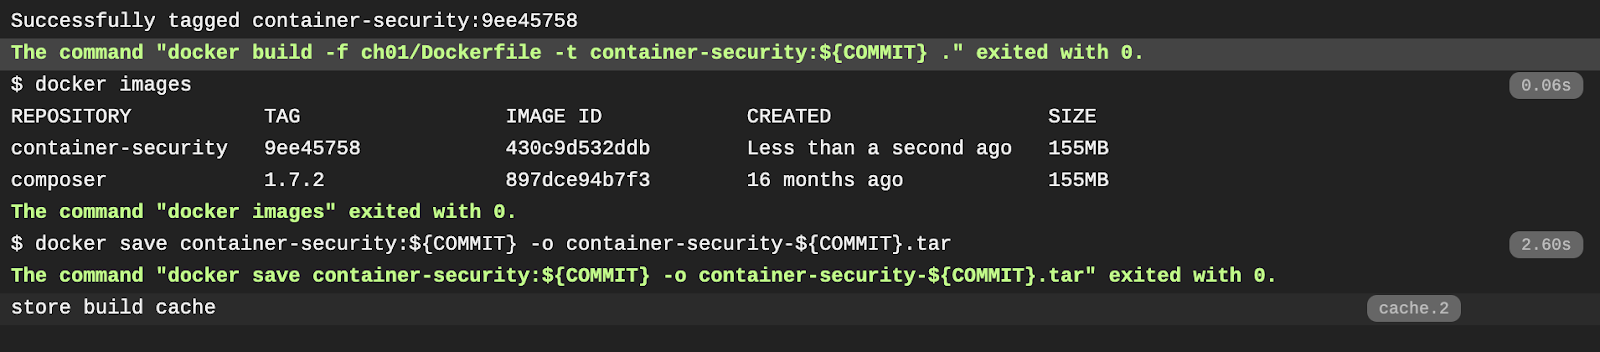 Successfully tagged container-security:9ee45758
The command "docker build -f ch01/Dockerfile -t container-security:${COMMIT} ." exited with 0.
$ docker images 0.06s
REPOSITORY TAG IMAGE ID CREATED SIZE
container-security 9ee45758 430c9d532ddb Less than a second ago 155MB
composer 1.7.2 897dce94b7f3 16 months ago 155MB
The command "docker images" exited with 0.
$ docker save container-security:${COMMIT} -o container-security-${COMMIT}.tar 2.60s
The command "docker save container-security:${COMMIT} -o container-security-${COMMIT}.tar" exited with 0.
store build cache cache.2